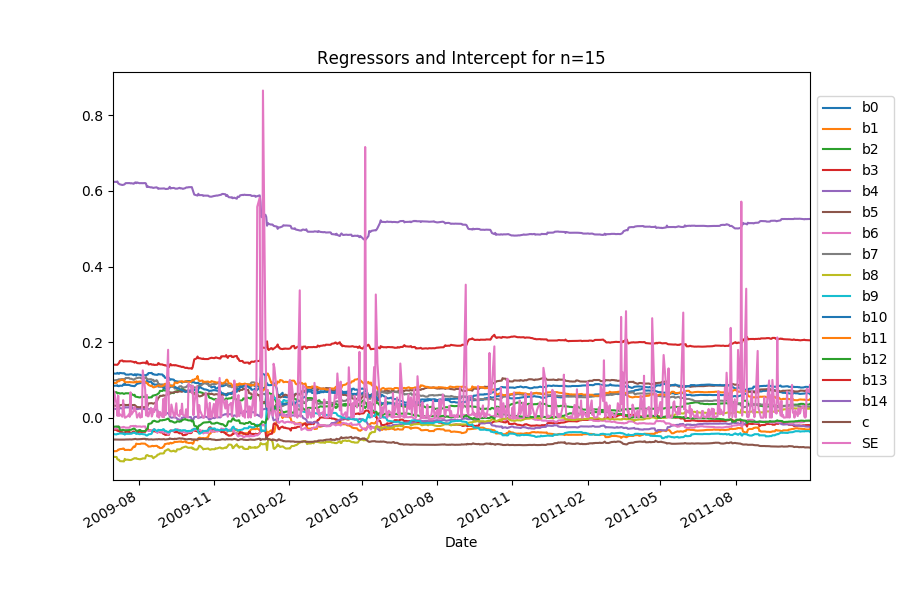 Regressors and Intercept for n=15
0.8
0.6
0.4
0.2
0.0
2009-08
2009-11
2010-02
2010-05
2010-08
2010-11
2011-02
2011-05
2011-08
Date
b0
b1
b2
b3
b4
b5
b6
b7
b8
b9
b10
b11
b12
b13
b14
c
SE